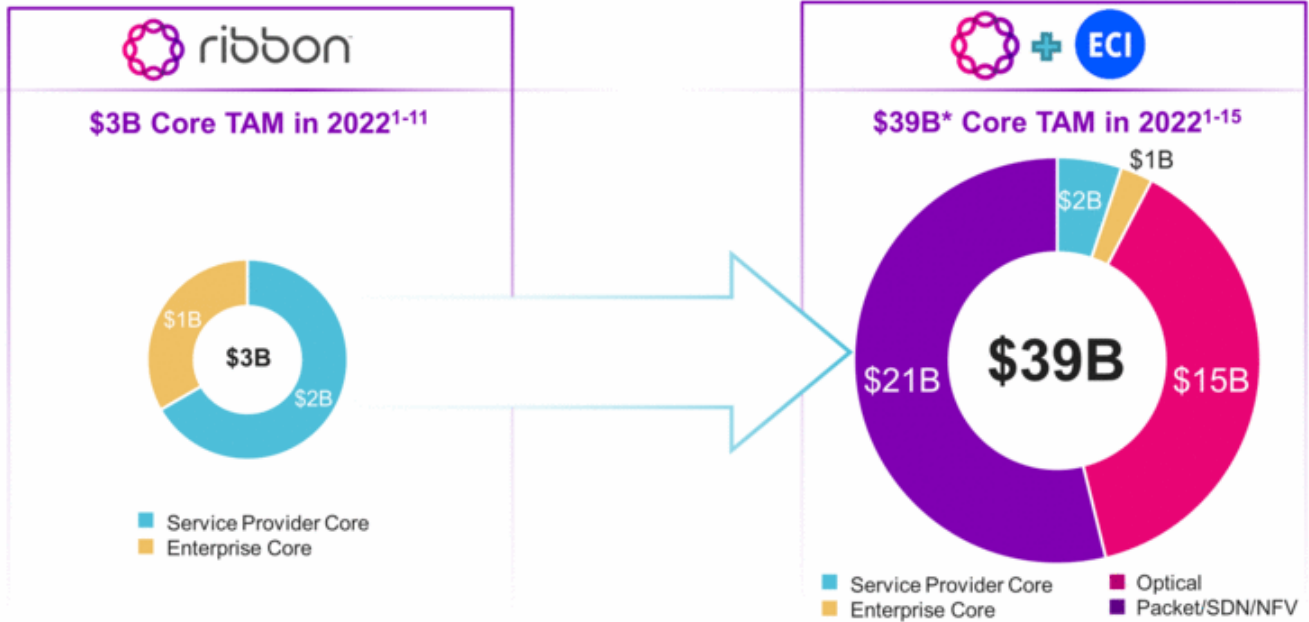 ribbon
$3B Core TAM in 2022¹⁻¹¹
$1B
$3B
$2B
Service Provider Core
Enterprise Core
ECI
$39B* Core TAM in 2022¹⁻¹⁵
$1B
$2B
$39B
$21B
$15B
Service Provider Core
Enterprise Core
Optical
Packet/SDN/NFV